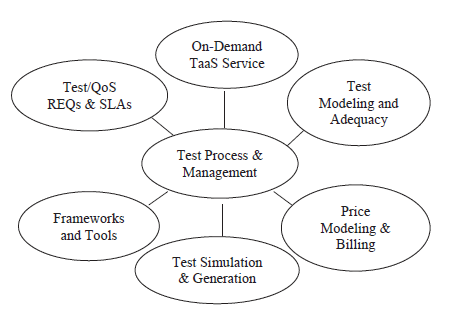 On-Demand
TaaS Service
Test/QoS
REQs & SLAs
Test
Modeling and
Adequacy
Test Process &
Management
Frameworks
and Tools
Price
Modeling &
Billing
Test Simulation
& Generation